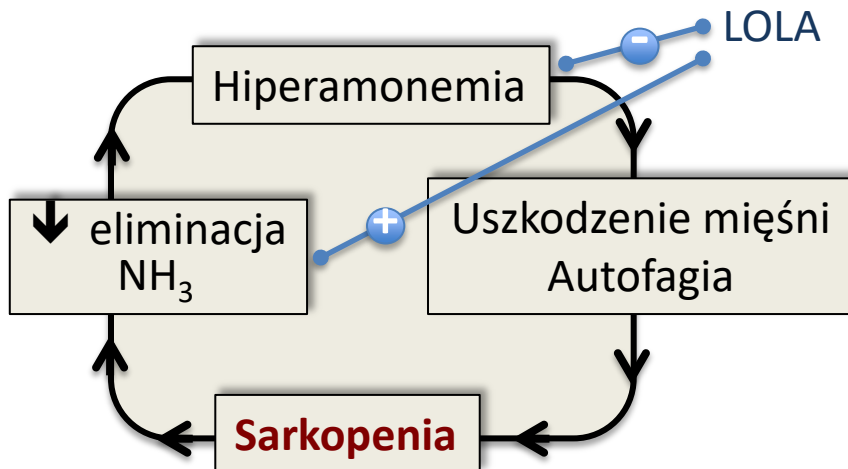 LOLA
-
Hiperamonemia
+
🡻 eliminacja
NH₃
Uszkodzenie mięśni
Autofagia
Sarkopenia